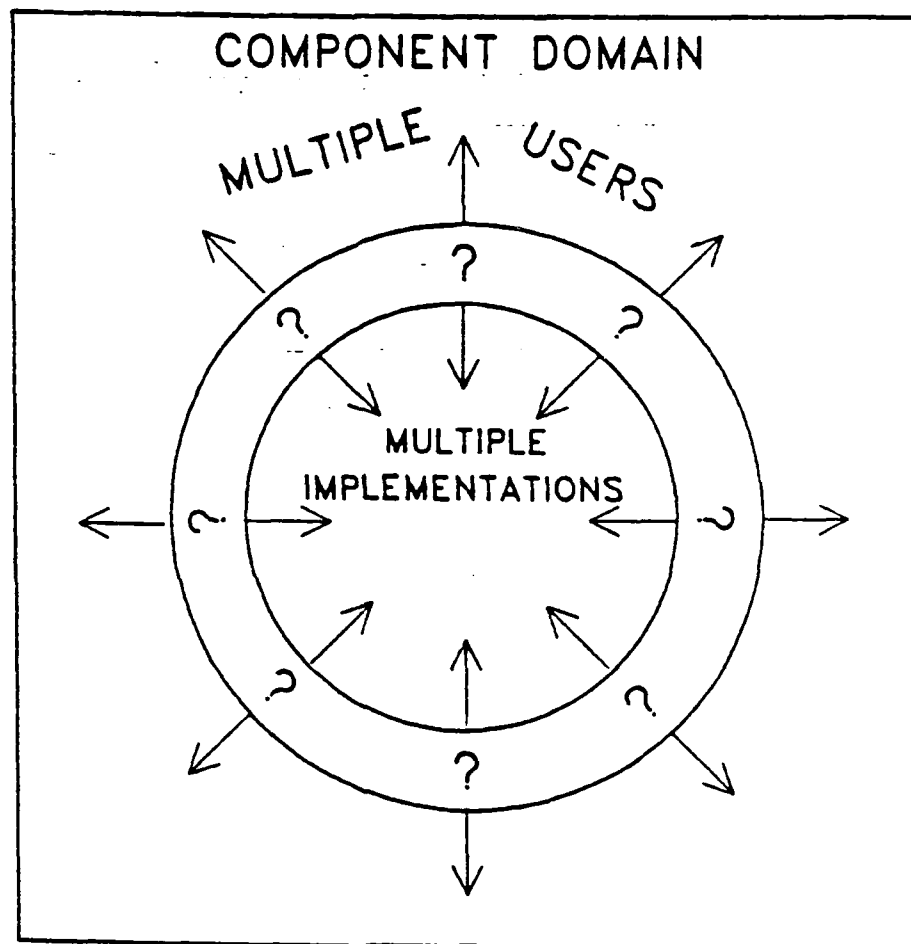 COMPONENT DOMAIN
MULTIPLE USERS
?
? ?
MULTIPLE
IMPLEMENTATIONS
? ?
? ?
?